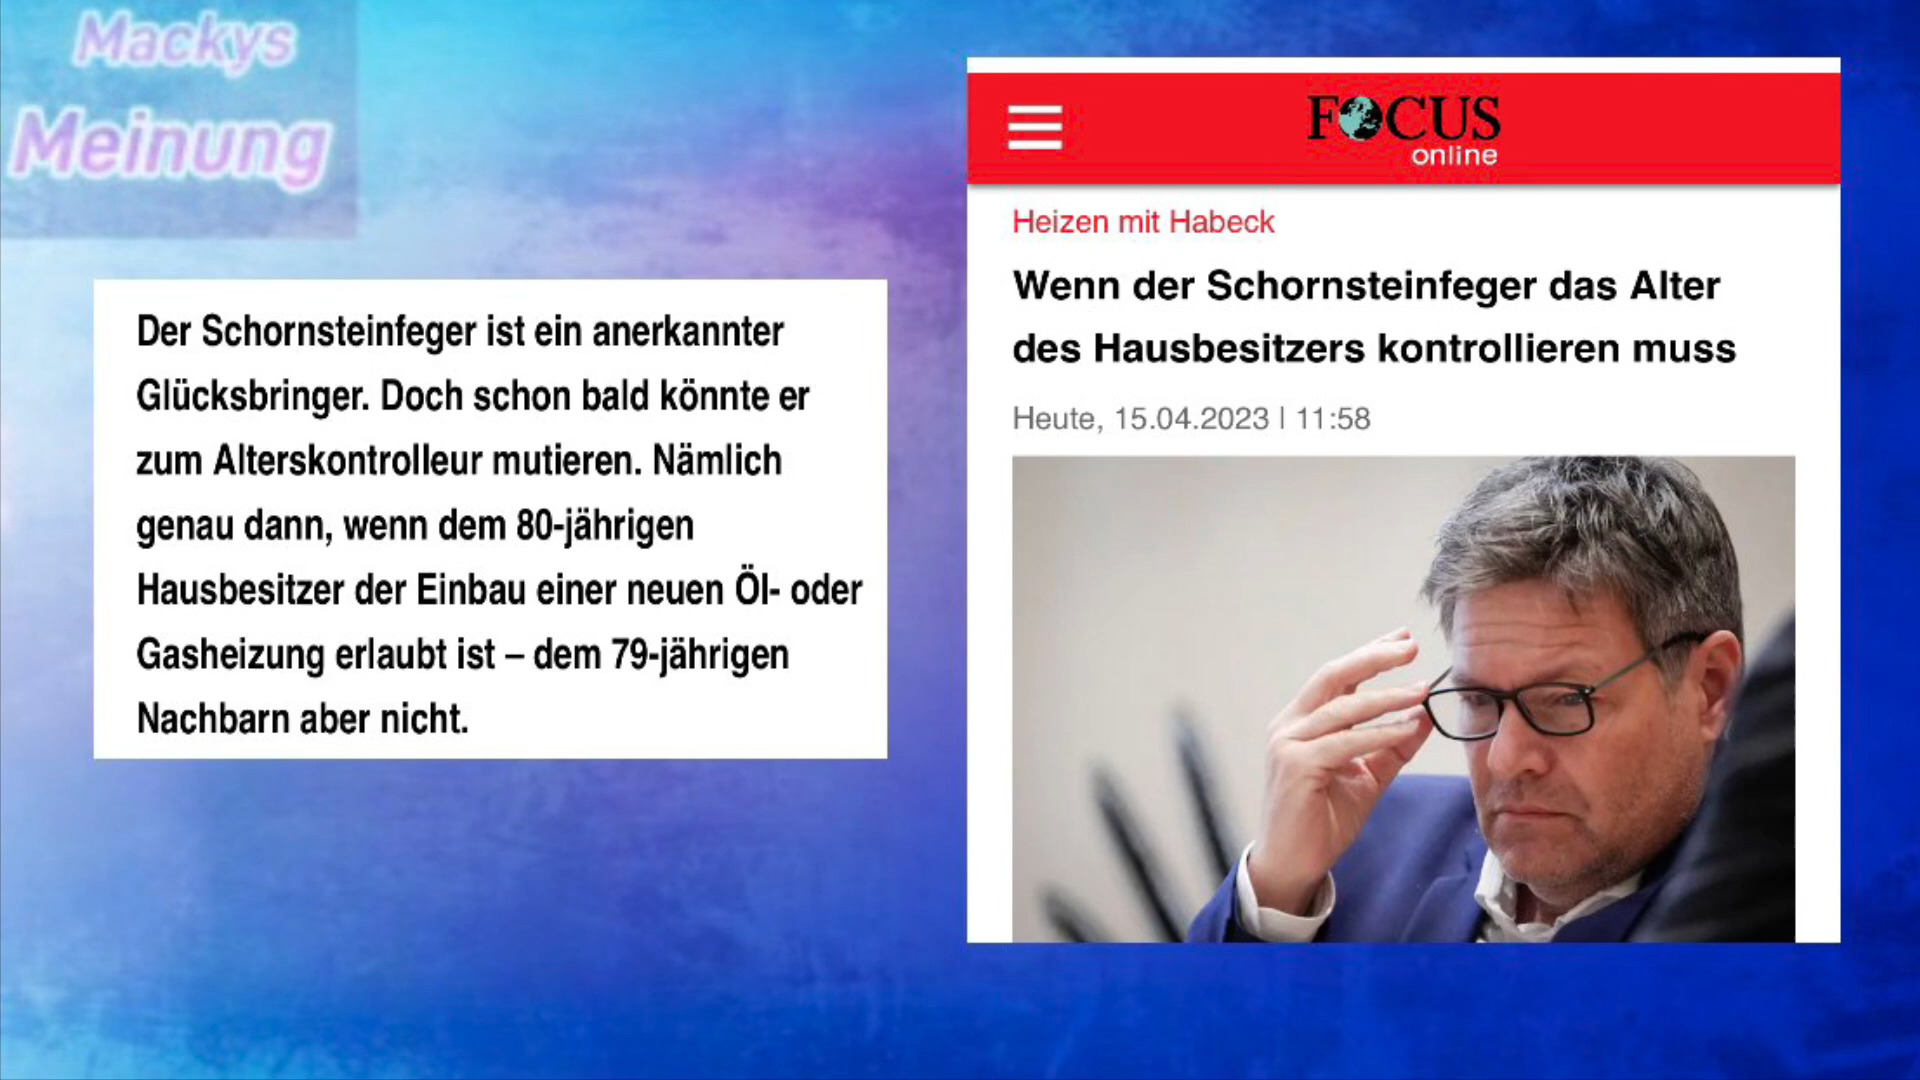 Mackys
Meinung
Der Schornsteinfeger ist ein anerkannter
Glücksbringer. Doch schon bald könnte er
zum Alterskontrolleur mutieren. Nämlich
genau dann, wenn dem 80-jährigen
Hausbesitzer der Einbau einer neuen Öl- oder
Gasheizung erlaubt ist – dem 79-jährigen
Nachbarn aber nicht.
FOCUS
online
Heizen mit Habeck
Wenn der Schornsteinfeger das Alter
des Hausbesitzers kontrollieren muss
Heute, 15.04.2023 | 11:58